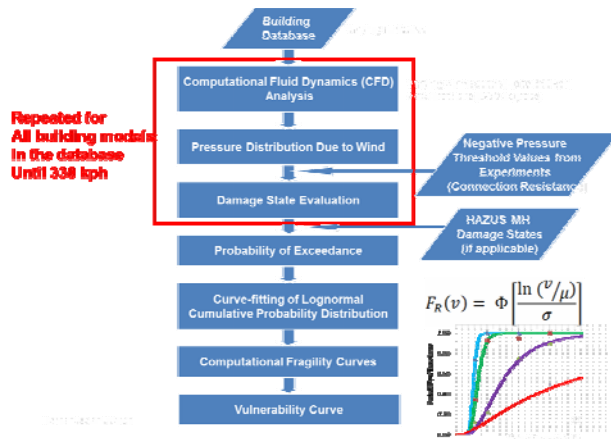 Building
Database
Computational Fluid Dynamics (CFD)
Analysis
Repeated for
All building models
In the database
Until 338 kph
Pressure Distribution Due to Wind
Negative Pressure
Threshold Values from
Experiments
(Connection Resistance)
Damage State Evaluation
HAZUS MH
Damage States
(if applicable)
Probability of Exceedance
Curve-fitting of Lognormal
Cumulative Probability Distribution
F_R(v) = Φ[ln (v/μ)/σ]
Computational Fragility Curves
Vulnerability Curve